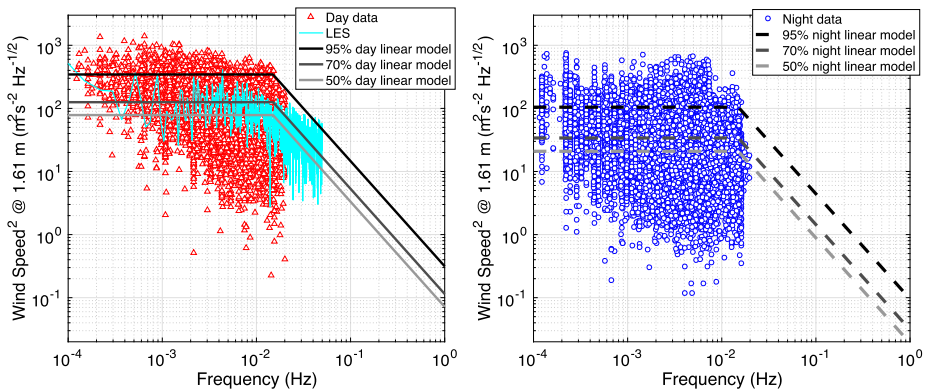 Day data
LES
95% day linear model
70% day linear model
50% day linear model
10^3
10^2
10^1
10^0
10^-1
Wind Speed^2 @ 1.61 m (m^2 s^-2 Hz^-1/2)
10^-4
10^-3
10^-2
10^-1
10^0
Frequency (Hz)
Night data
95% night linear model
70% night linear model
50% night linear model
10^3
10^2
10^1
10^0
10^-1
Wind Speed^2 @ 1.61 m (m^2 s^-2 Hz^-1/2)
10^-4
10^-3
10^-2
10^-1
10^0
Frequency (Hz)